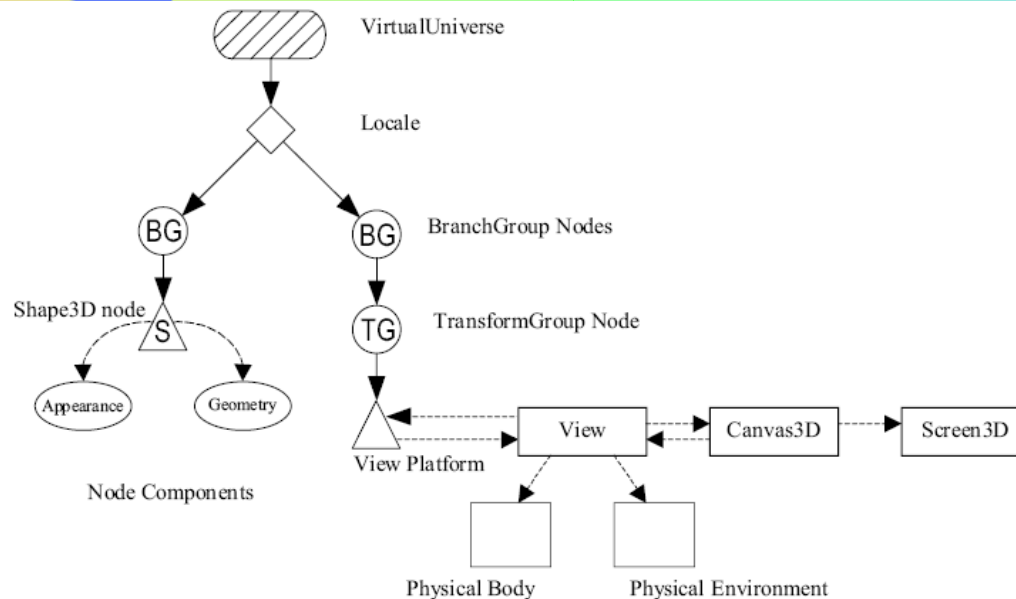 VirtualUniverse
Locale
BG
BG
BranchGroup Nodes
Shape3D node
S
TG
TransformGroup Node
Appearance
Geometry
View
Canvas3D
Screen3D
View Platform
Node Components
Physical Body
Physical Environment